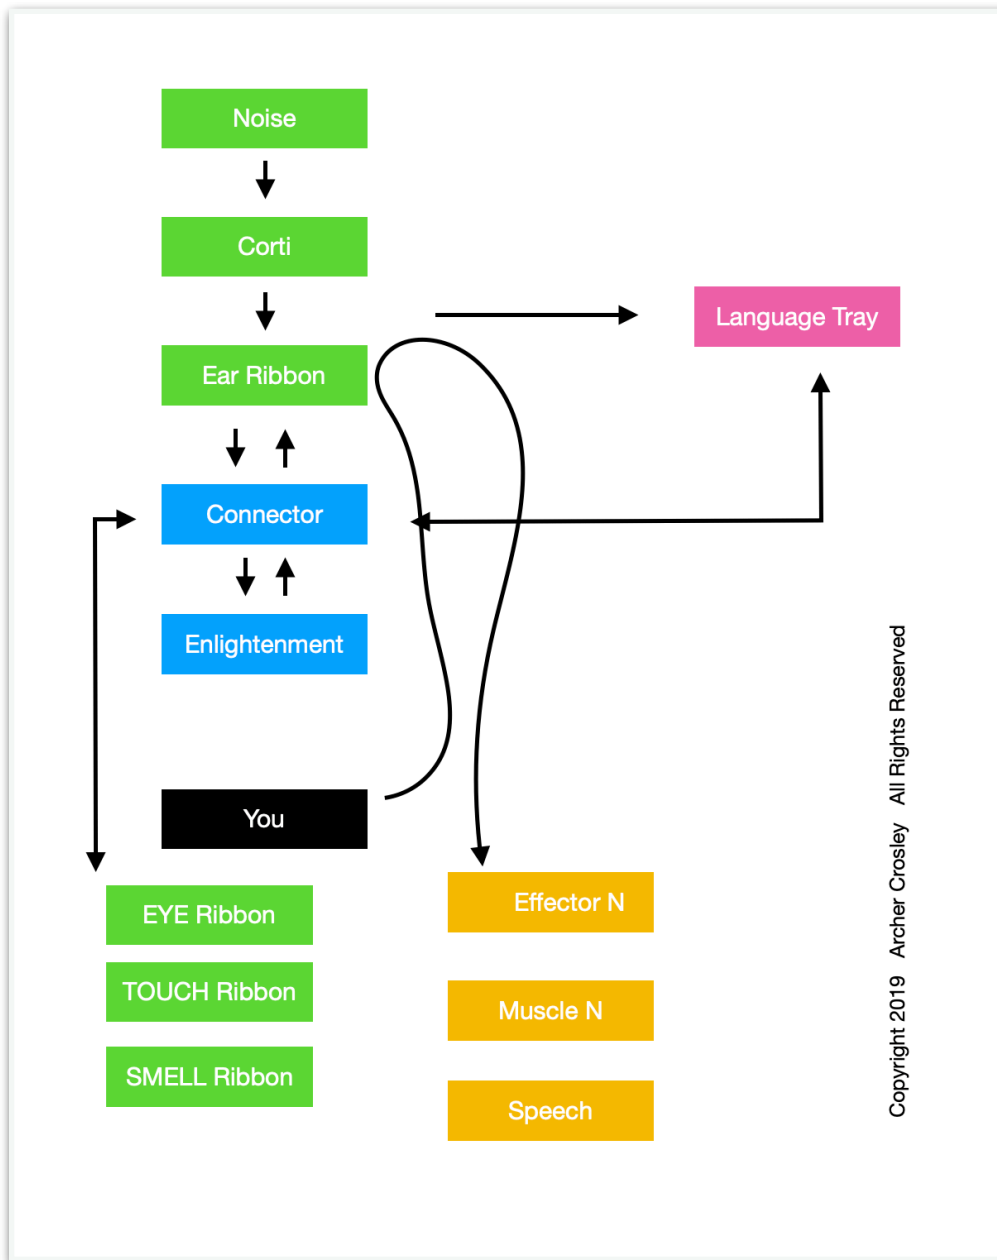 Noise
Corti
Language Tray
Ear Ribbon
Connector
Enlightenment
You
Effector N
EYE Ribbon
TOUCH Ribbon
Muscle N
SMELL Ribbon
Speech
Copyright 2019 Archer Crosley All Rights Reserved